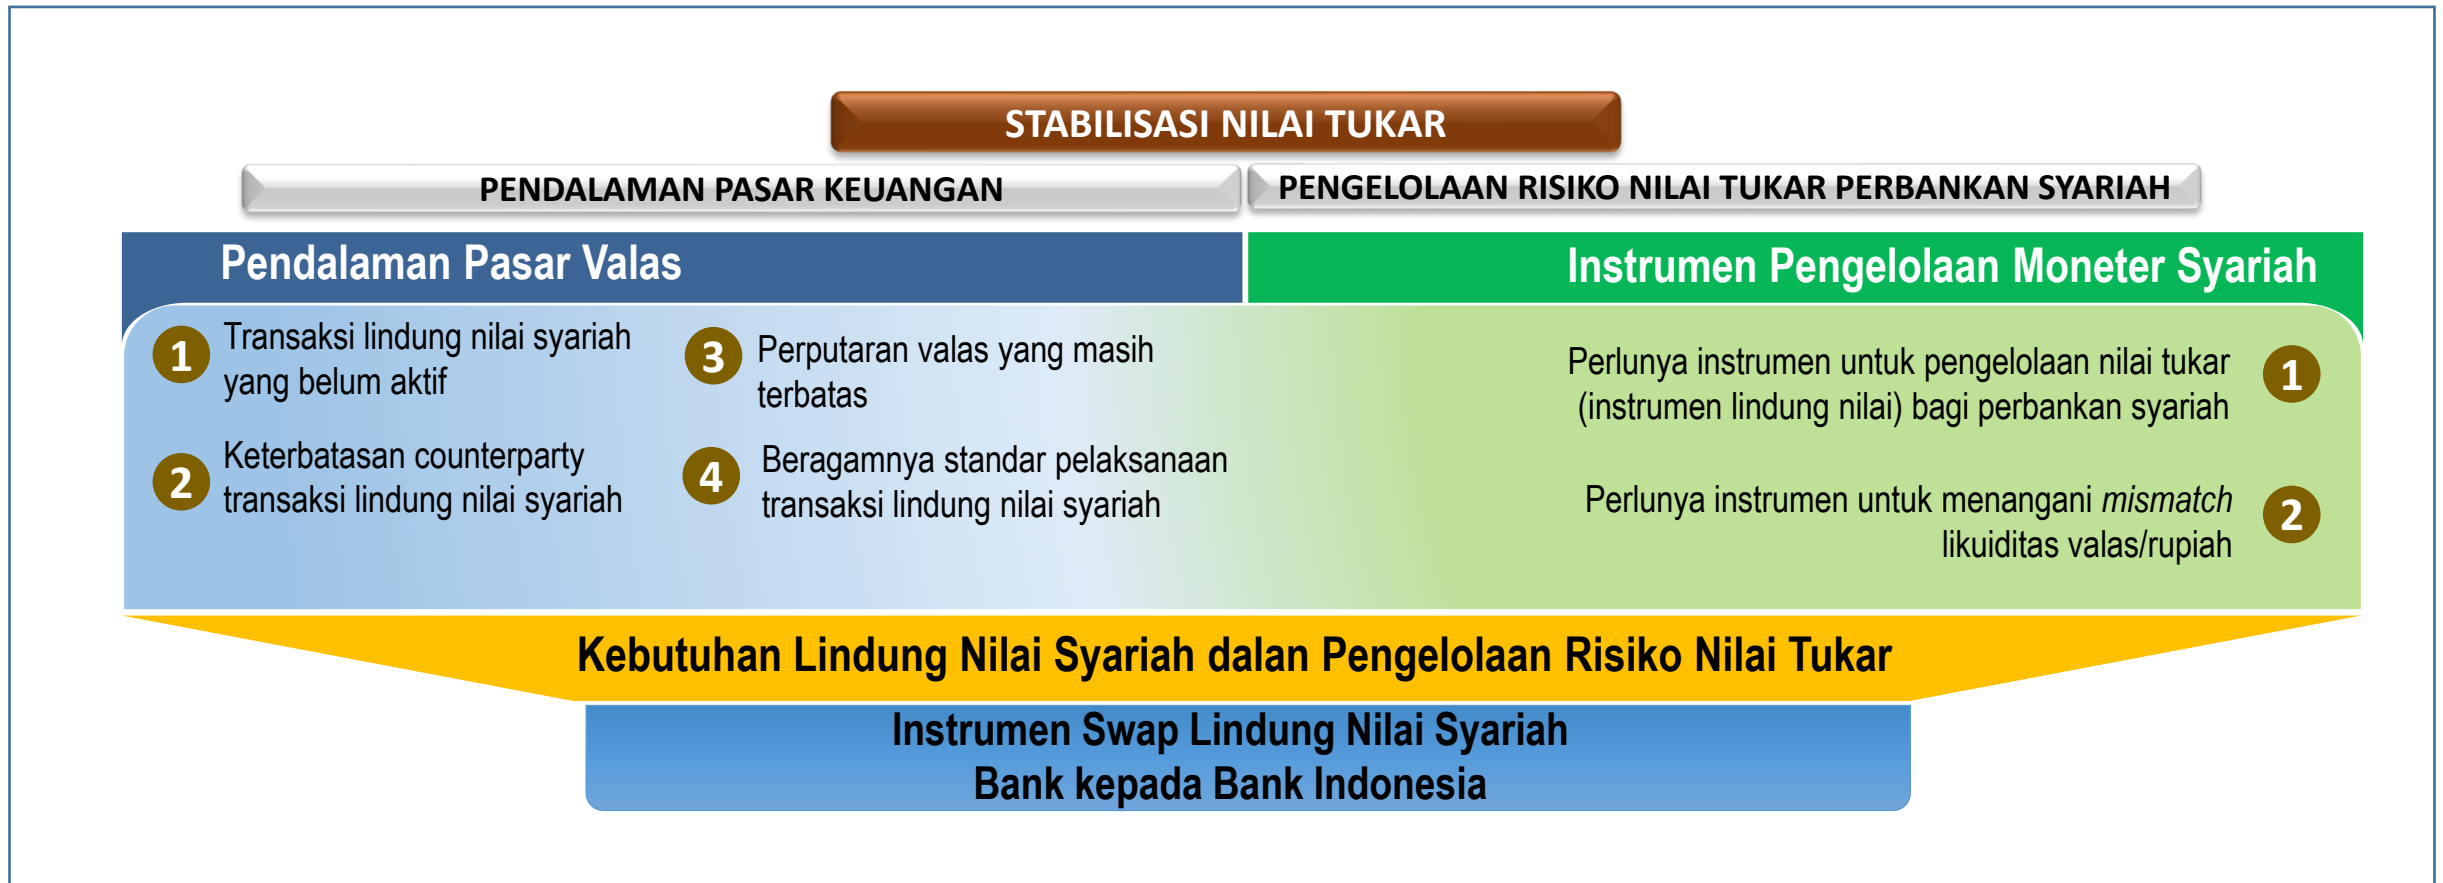 STABILISASI NILAI TUKAR
PENDALAMAN PASAR KEUANGAN
PENGELOLAAN RISIKO NILAI TUKAR PERBANKAN SYARIAH
Pendalaman Pasar Valas
Instrumen Pengelolaan Moneter Syariah
1
Transaksi lindung nilai syariah
yang belum aktif
2
Keterbatasan counterparty
transaksi lindung nilai syariah
3
Perputaran valas yang masih
terbatas
4
Beragamnya standar pelaksanaan
transaksi lindung nilai syariah
Perlunya instrumen untuk pengelolaan nilai tukar
(instrumen lindung nilai) bagi perbankan syariah
1
Perlunya instrumen untuk menangani mismatch
likuiditas valas/rupiah
2
Kebutuhan Lindung Nilai Syariah dalan Pengelolaan Risiko Nilai Tukar
Instrumen Swap Lindung Nilai Syariah
Bank kepada Bank Indonesia